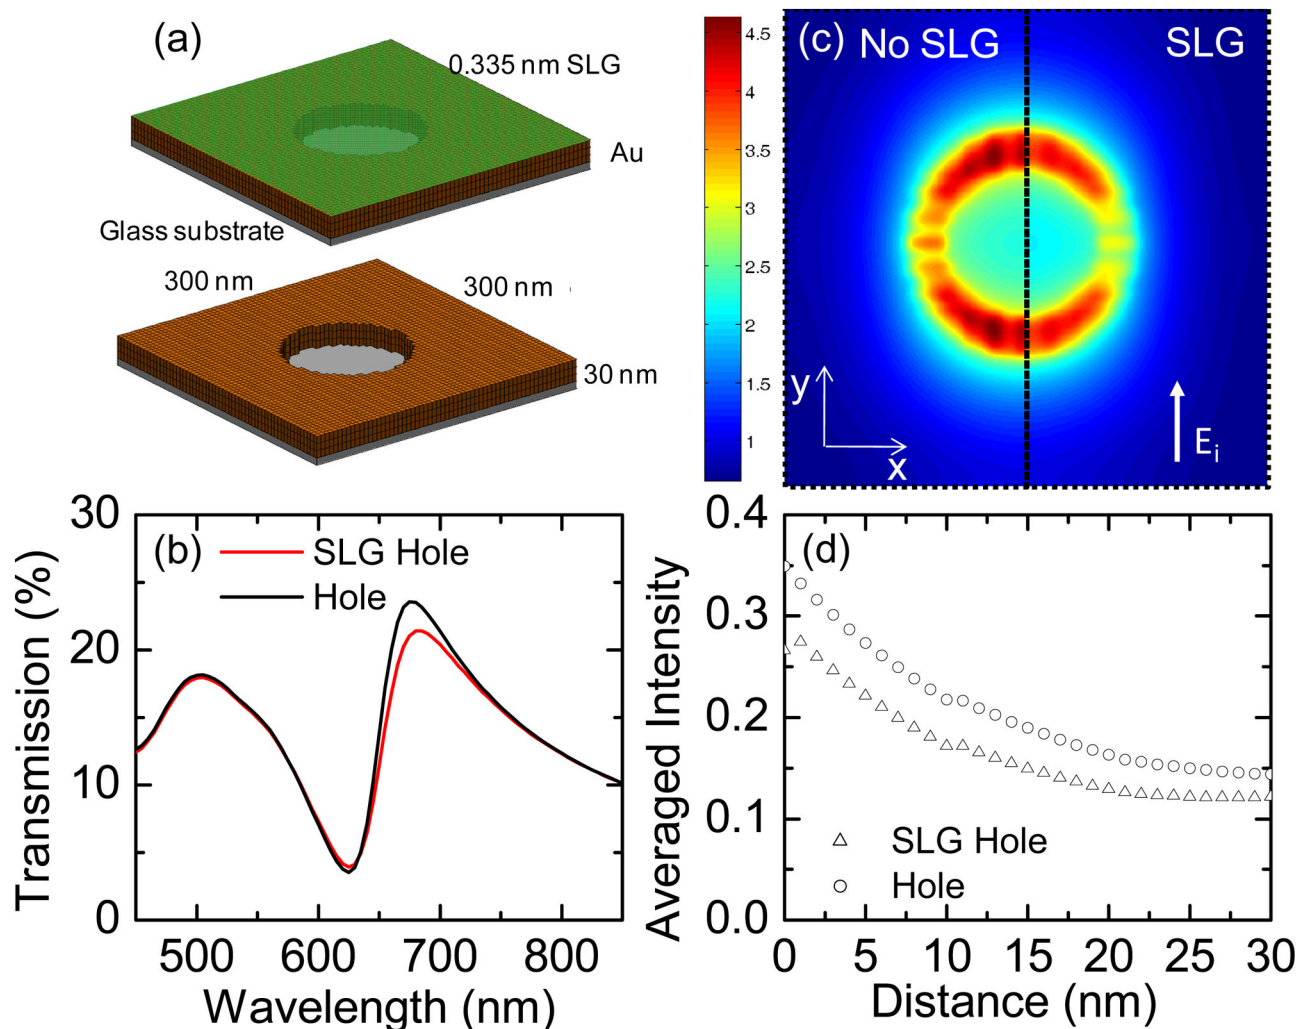 (a)
0.335 nm SLG
Au
Glass substrate
300 nm
300 nm
30 nm
(c)
No SLG
SLG
4.5
4
3.5
3
2.5
2
1.5
1
y
x
Ei
30
20
10
0
Transmission (%)
(b)
SLG Hole
Hole
500 600 700 800
Wavelength (nm)
0.4
0.3
0.2
0.1
0.0
Averaged Intensity
(d)
SLG Hole
Hole
0 5 10 15 20 25 30
Distance (nm)